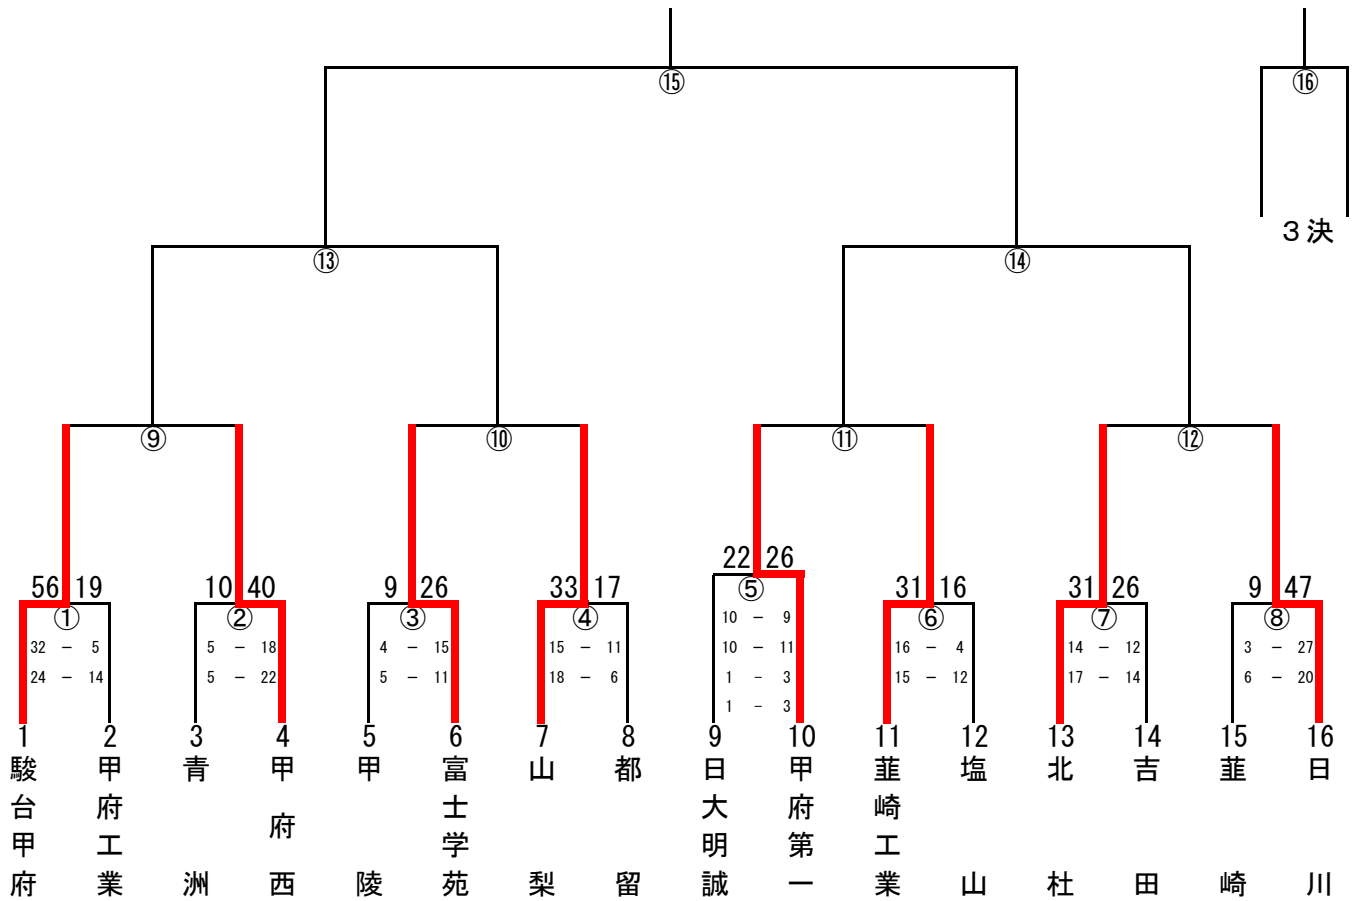 ⑮ ⑯
3決
⑬ ⑭
⑨ ⑩ ⑪ ⑫
22 26
56 19 10 40 9 26 33 17 ⑤ 31 16 31 26 9 47
① ② ③ ④ 10 - 9 ⑥ ⑦ ⑧
32 - 5 5 - 18 4 - 15 15 - 11 10 - 11 16 - 4 14 - 12 3 - 27
24 - 14 5 - 22 5 - 11 18 - 6 1 - 3 15 - 12 17 - 14 6 - 20
1 - 3
1 2 3 4 5 6 7 8 9 10 11 12 13 14 15 16
駿台甲府
甲府工業
青洲
甲府西
甲陵
富士学苑
山梨
都留
日大明誠
甲府第一
韮崎工業
塩山
北杜
吉田
韮崎
日川